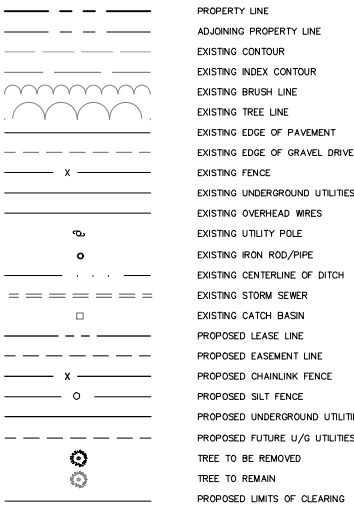 PROPERTY LINE
ADJOINING PROPERTY LINE
EXISTING CONTOUR
EXISTING INDEX CONTOUR
EXISTING BRUSH LINE
EXISTING TREE LINE
EXISTING EDGE OF PAVEMENT
EXISTING EDGE OF GRAVEL DRIVE
X EXISTING FENCE
EXISTING UNDERGROUND UTILITIES
EXISTING OVERHEAD WIRES
EXISTING UTILITY POLE
EXISTING IRON ROD/PIPE
EXISTING CENTERLINE OF DITCH
EXISTING STORM SEWER
EXISTING CATCH BASIN
PROPOSED LEASE LINE
PROPOSED EASEMENT LINE
X PROPOSED CHAINLINK FENCE
O PROPOSED SILT FENCE
PROPOSED UNDERGROUND UTILITI
PROPOSED FUTURE U/G UTILITIES
TREE TO BE REMOVED
TREE TO REMAIN
PROPOSED LIMITS OF CLEARING